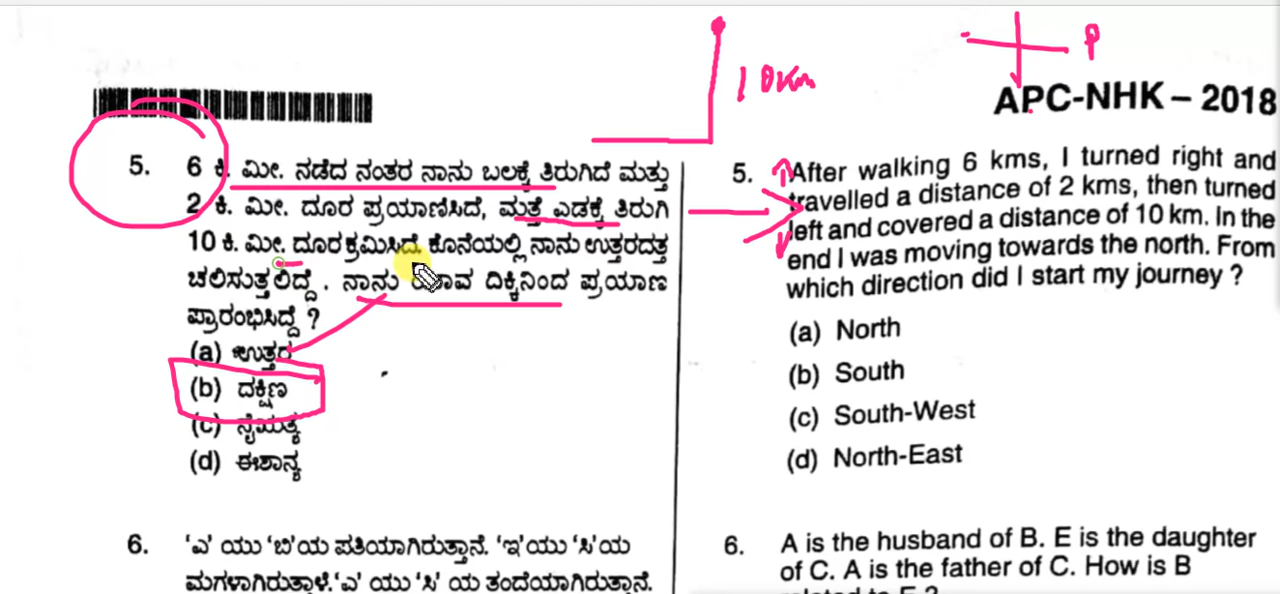 10Km
P
APC-NHK – 2018
5. 6 ಕಿ. ಮೀ. ನಡೆದ ನಂತರ ನಾನು ಬಲಕ್ಕೆ ತಿರುಗಿದೆ ಮತ್ತು
2 ಕಿ. ಮೀ. ದೂರ ಪ್ರಯಾಣಿಸಿದೆ, ಮತ್ತೆ ಎಡಕ್ಕೆ ತಿರುಗಿ
10 ಕಿ. ಮೀ. ದೂರಕ್ರಮಿಸಿದೆ. ಕೊನೆಯಲ್ಲಿ ನಾನು ಉತ್ತರದತ್ತ
ಚಲಿಸುತ್ತಲಿದ್ದೆ . ನಾನು ದಿಕ್ಕಿನಿಂದ ಪ್ರಯಾಣ
ಪ್ರಾರಂಭಿಸಿದ್ದೆ ?
(a) ಉತ್ತರ
(b) ದಕ್ಷಿಣ
(c) ನೈಋತ್ಯ
(d) ಈಶಾನ್ಯ
6. 'ಎ' ಯು 'ಬಿ'ಯ ಪತಿಯಾಗಿರುತ್ತಾನೆ. 'ಇ'ಯು 'ಸಿ'ಯ
ಮಗಳಾಗಿರುತ್ತಾಳೆ. 'ಎ' ಯು 'ಸಿ' ಯ ತಂದೆಯಾಗಿರುತ್ತಾನೆ.
5. After walking 6 kms, I turned right and
travelled a distance of 2 kms, then turned
left and covered a distance of 10 km. In the
end I was moving towards the north. From
which direction did I start my journey ?
(a) North
(b) South
(c) South-West
(d) North-East
6. A is the husband of B. E is the daughter
of C. A is the father of C. How is B